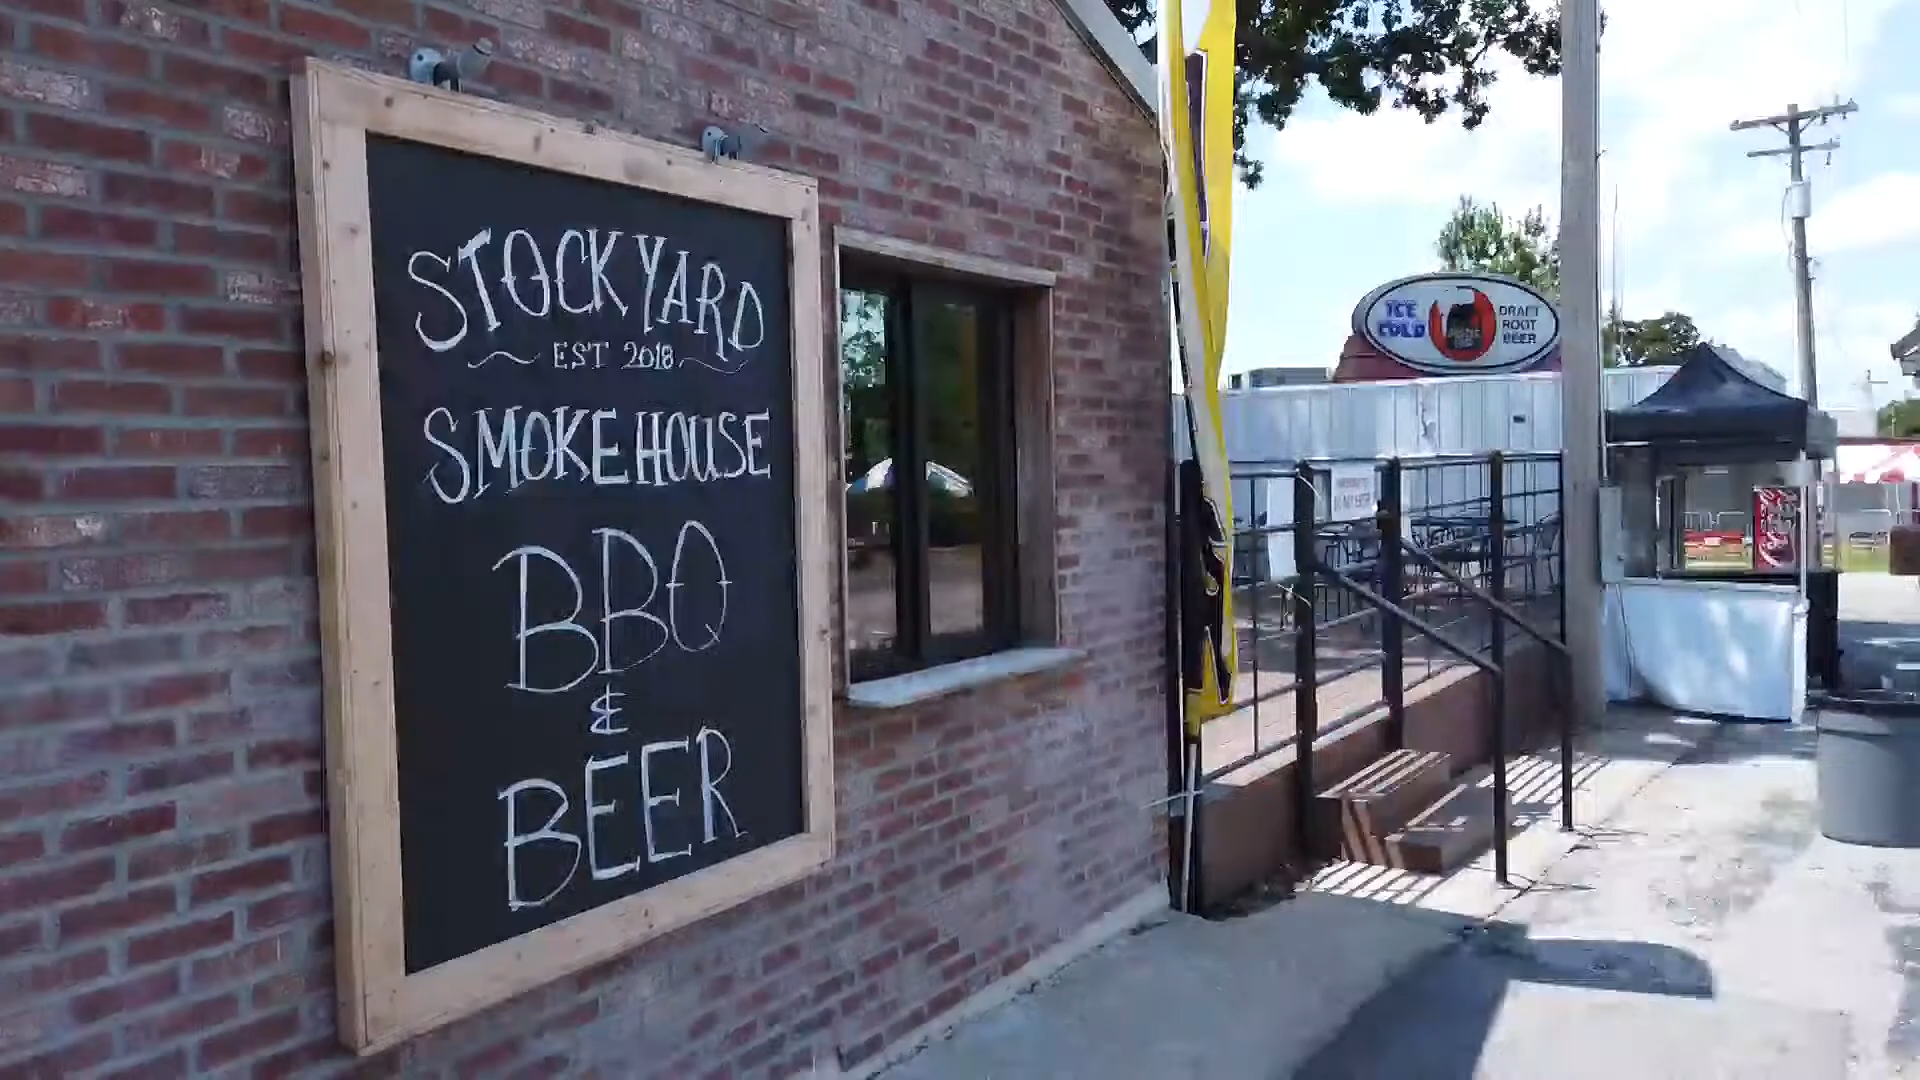 STOCKYARD
EST 2018
SMOKEHOUSE
BBQ
&
BEER
ICE
COLD
DRAFT
ROOT
BEER